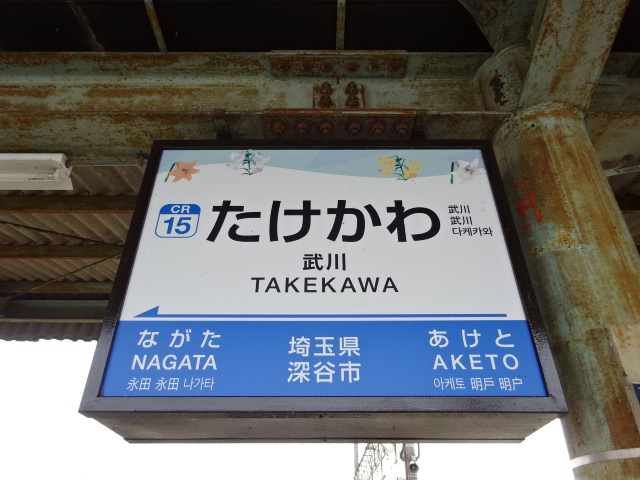 CR
15
たけかわ
武川
武川
다케카와
武川
TAKEKAWA
ながた
NAGATA
永田 永田 나가타
埼玉県
深谷市
あけと
AKETO
아케토 明戸 明户